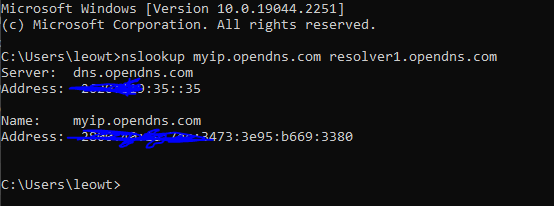 Microsoft Windows [Version 10.0.19044.2251]
(c) Microsoft Corporation. All rights reserved.
C:\Users\leowt>nslookup myip.opendns.com resolver1.opendns.com
Server: dns.opendns.com
Address: :35::35
Name: myip.opendns.com
Address: :3473:3e95:b669:3380
C:\Users\leowt>